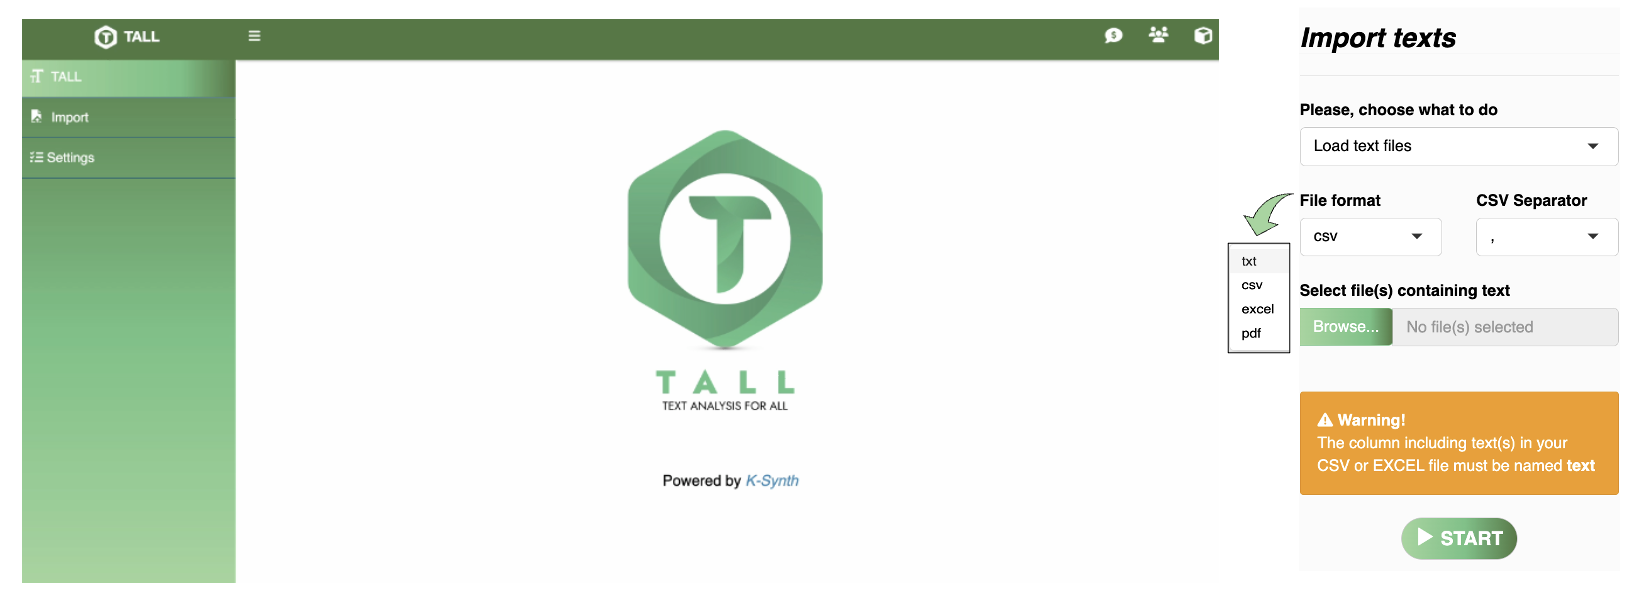 TALL
TALL
Import
Settings
T A L L
TEXT ANALYSIS FOR ALL
Powered by K-Synth
Import texts
Please, choose what to do
Load text files
File format
CSV Separator
csv
,
txt
csv
excel
pdf
Select file(s) containing text
Browse...
No file(s) selected
Warning!
The column including text(s) in your
CSV or EXCEL file must be named text
START